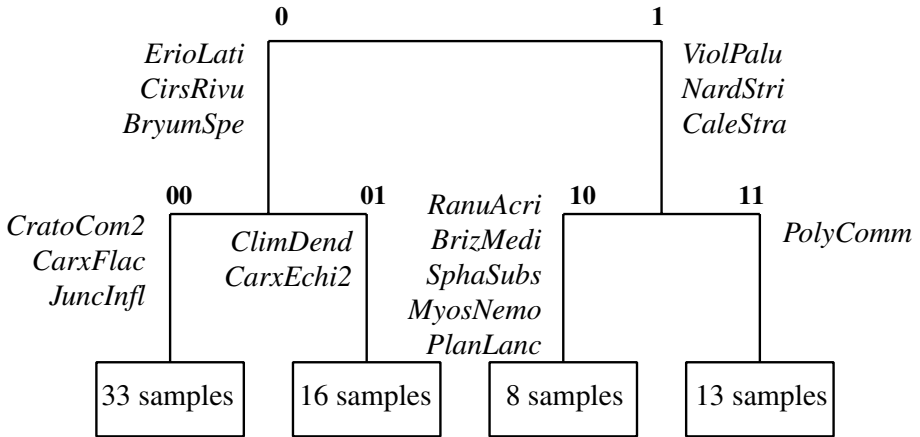 0
1
ErioLati
CirsRivu
BryumSpe
ViolPalu
NardStri
CaleStra
00
01
10
11
CratoCom2
CarxFlac
JuncInfl
ClimDend
CarxEchi2
RanuAcri
BrizMedi
SphaSubs
MyosNemo
PlanLanc
PolyComm
33 samples
16 samples
8 samples
13 samples